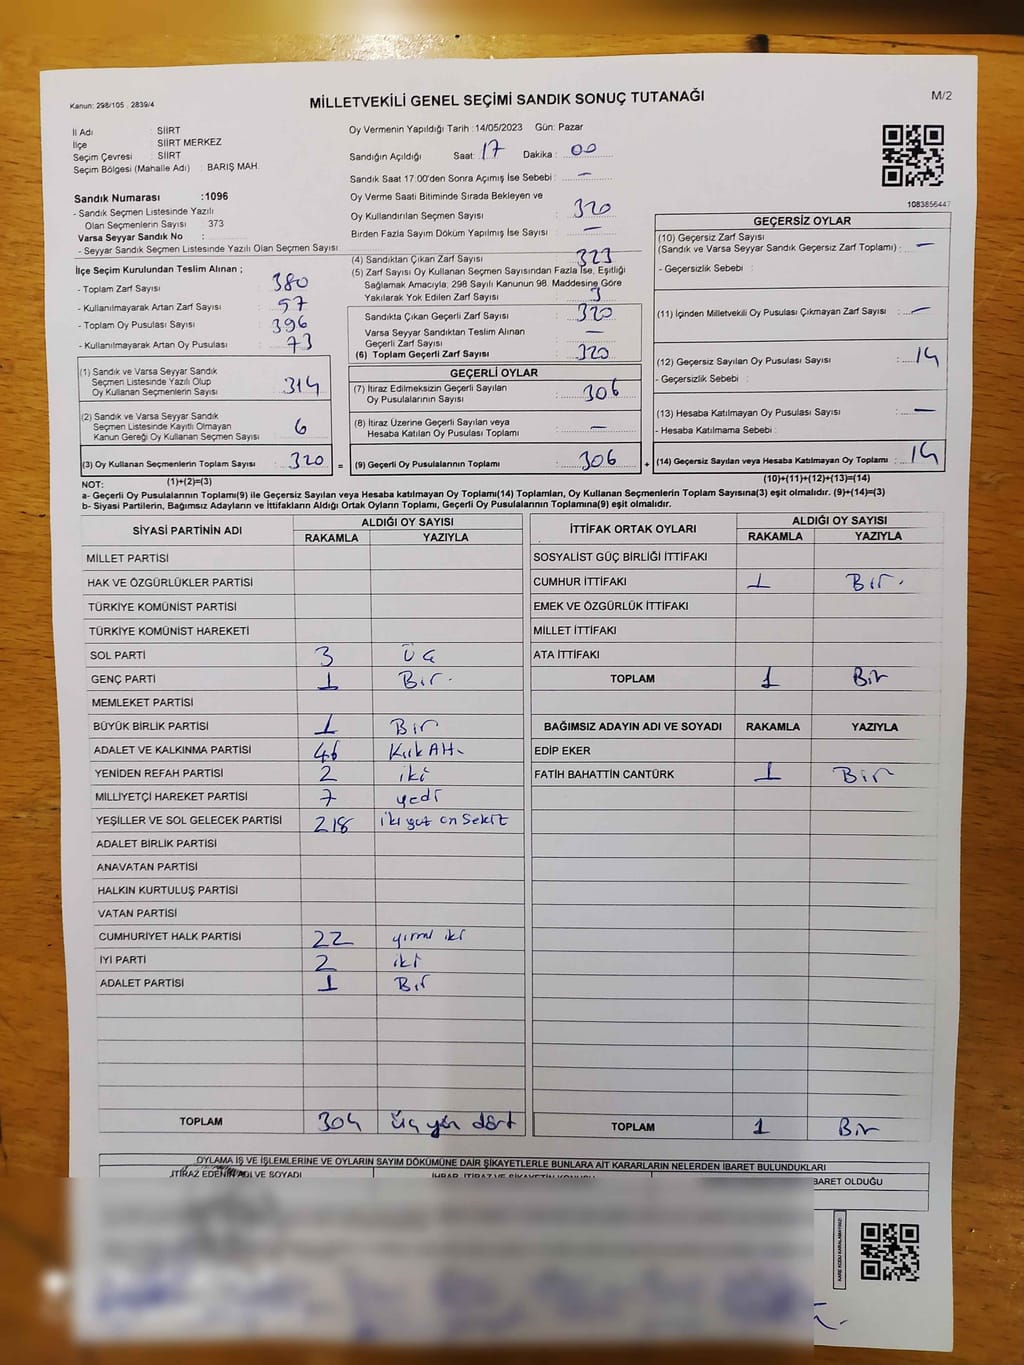 Kanun: 298/105 , 2839/4
MİLLETVEKİLİ GENEL SEÇİMİ SANDIK SONUÇ TUTANAĞI
M/2
İl Adı : SİİRT
İlçe : SİİRT MERKEZ
Seçim Çevresi : SİİRT
Seçim Bölgesi (Mahalle Adı) : BARIŞ MAH.
Sandık Numarası :1096
- Sandık Seçmen Listesinde Yazılı
Olan Seçmenlerin Sayısı : 373
Varsa Seyyar Sandık No :
- Seyyar Sandık Seçmen Listesinde Yazılı Olan Seçmen Sayısı :
Oy Vermenin Yapıldığı Tarih :14/05/2023 Gün: Pazar
Sandığın Açıldığı Saat: 17 Dakika : 00
Sandık Saat 17:00'den Sonra Açımış İse Sebebi : –
Oy Verme Saati Bitiminde Sırada Bekleyen ve
Oy Kullandırılan Seçmen Sayısı : 320
Birden Fazla Sayım Döküm Yapılmış İse Sayısı : –
1083856447
İlçe Seçim Kurulundan Teslim Alınan ;
- Toplam Zarf Sayısı : 380
- Kullanılmayarak Artan Zarf Sayısı : 57
- Toplam Oy Pusulası Sayısı : 396
- Kullanılmayarak Artan Oy Pusulası : 73
(4) Sandıktan Çıkan Zarf Sayısı : 323
(5) Zarf Sayısı Oy Kullanan Seçmen Sayısından Fazla İse, Eşitliği
Sağlamak Amacıyla; 298 Sayılı Kanunun 98. Maddesine Göre
Yakılarak Yok Edilen Zarf Sayısı : 3
Sandıkta Çıkan Geçerli Zarf Sayısı : 320
Varsa Seyyar Sandıktan Teslim Alınan
Geçerli Zarf Sayısı : –
(6) Toplam Geçerli Zarf Sayısı : 320
GEÇERSİZ OYLAR
(10) Geçersiz Zarf Sayısı
(Sandık ve Varsa Seyyar Sandık Geçersiz Zarf Toplamı) : –
- Geçersizlik Sebebi :
(11) İçinden Milletvekili Oy Pusulası Çıkmayan Zarf Sayısı : –
(12) Geçersiz Sayılan Oy Pusulası Sayısı : 14
- Geçersizlik Sebebi :
(13) Hesaba Katılmayan Oy Pusulası Sayısı : –
- Hesaba Katılmama Sebebi :
(1) Sandık ve Varsa Seyyar Sandık
Seçmen Listesinde Yazılı Olup
Oy Kullanan Seçmenlerin Sayısı : 314
(2) Sandık ve Varsa Seyyar Sandık
Seçmen Listesinde Kayıtlı Olmayan
Kanun Gereği Oy Kullanan Seçmen Sayısı : 6
GEÇERLİ OYLAR
(7) İtiraz Edilmeksizin Geçerli Sayılan
Oy Pusulalarının Sayısı : 306
(8) İtiraz Üzerine Geçerli Sayılan veya
Hesaba Katılan Oy Pusulası Toplamı : –
(3) Oy Kullanan Seçmenlerin Toplam Sayısı : 320 = (9) Geçerli Oy Pusulalarının Toplamı : 306 + (14) Geçersiz Sayılan veya Hesaba Katılmayan Oy Toplamı : 14
NOT: (1)+(2)=(3) (10)+(11)+(12)+(13)=(14)
a- Geçerli Oy Pusulalarının Toplamı(9) ile Geçersiz Sayılan veya Hesaba katılmayan Oy Toplamı(14) Toplamları, Oy Kullanan Seçmenlerin Toplam Sayısına(3) eşit olmalıdır. (9)+(14)=(3)
b- Siyasi Partilerin, Bağımsız Adayların ve İttifakların Aldığı Ortak Oyların Toplamı, Geçerli Oy Pusulalarının Toplamına(9) eşit olmalıdır.
SİYASİ PARTİNİN ADI ALDIĞI OY SAYISI
RAKAMLA YAZIYLA
MİLLET PARTİSİ
HAK VE ÖZGÜRLÜKLER PARTİSİ
TÜRKİYE KOMÜNİST PARTİSİ
TÜRKİYE KOMÜNİST HAREKETİ
SOL PARTİ 3 Üç
GENÇ PARTİ 1 Bir.
MEMLEKET PARTİSİ
BÜYÜK BİRLİK PARTİSİ 1 Bir
ADALET VE KALKINMA PARTİSİ 46 Kırk Altı
YENİDEN REFAH PARTİSİ 2 iki
MİLLİYETÇİ HAREKET PARTİSİ 7 yedi
YEŞİLLER VE SOL GELECEK PARTİSİ 218 iki yüz on Sekiz
ADALET BİRLİK PARTİSİ
ANAVATAN PARTİSİ
HALKIN KURTULUŞ PARTİSİ
VATAN PARTİSİ
CUMHURİYET HALK PARTİSİ 22 yirmi iki
İYİ PARTİ 2 iki
ADALET PARTİSİ 1 Bir
TOPLAM 304 Üç yüz dört
İTTİFAK ORTAK OYLARI ALDIĞI OY SAYISI
RAKAMLA YAZIYLA
SOSYALİST GÜÇ BİRLİĞİ İTTİFAKI
CUMHUR İTTİFAKI 1 Bir.
EMEK VE ÖZGÜRLÜK İTTİFAKI
MİLLET İTTİFAKI
ATA İTTİFAKI
TOPLAM 1 Bir
BAĞIMSIZ ADAYIN ADI VE SOYADI RAKAMLA YAZIYLA
EDİP EKER
FATİH BAHATTİN CANTÜRK 1 Bir
TOPLAM 1 Bir
OYLAMA İŞ VE İŞLEMLERİNE VE OYLARIN SAYIM DÖKÜMÜNE DAİR ŞİKAYETLERLE BUNLARA AİT KARARLARIN NELERDEN İBARET BULUNDUKLARI
İTİRAZ EDENİN ADI VE SOYADI İHBAR, İTİRAZ VE ŞİKAYETİN KONUSU BARET OLDUĞU
KARE KODU KARALAMAYINIZ!